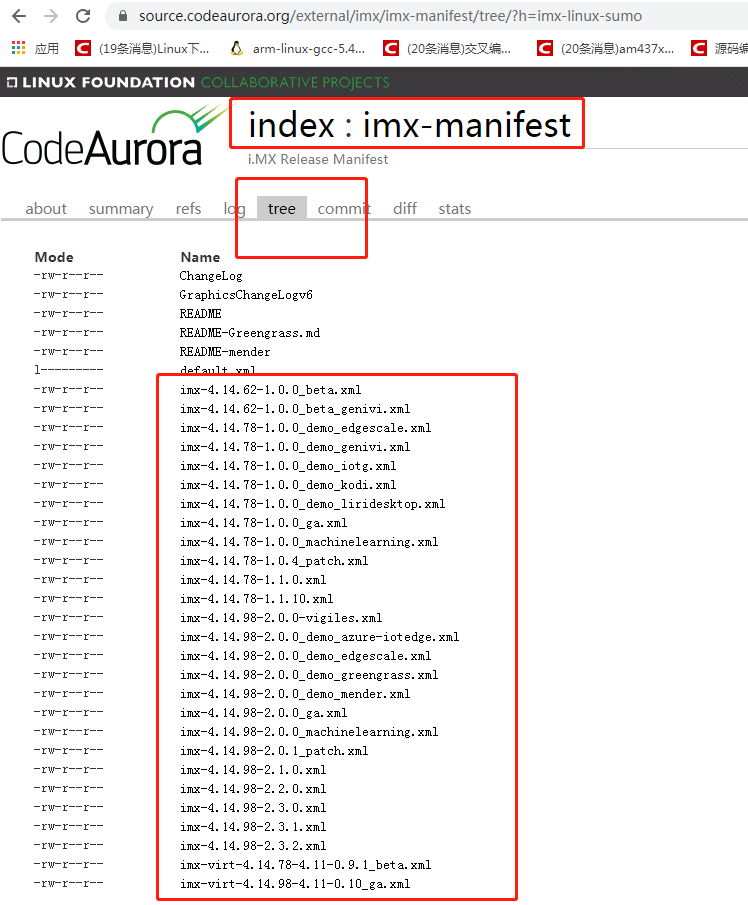 source.codeaurora.org/external/imx/imx-manifest/tree/?h=imx-linux-sumo
应用 (19条消息)Linux下... arm-linux-gcc-5.4... (20条消息)交叉编... (20条消息)am437x... 源码编
LINUX FOUNDATION COLLABORATIVE PROJECTS
CodeAurora
index : imx-manifest
i.MX Release Manifest
about summary refs log tree commit diff stats
Mode Name
-rw-r--r-- ChangeLog
-rw-r--r-- GraphicsChangeLogv6
-rw-r--r-- README
-rw-r--r-- README-Greengrass.md
-rw-r--r-- README-mender
l--------- default.xml
-rw-r--r-- imx-4.14.62-1.0.0_beta.xml
-rw-r--r-- imx-4.14.62-1.0.0_beta_genivi.xml
-rw-r--r-- imx-4.14.78-1.0.0_demo_edgescale.xml
-rw-r--r-- imx-4.14.78-1.0.0_demo_genivi.xml
-rw-r--r-- imx-4.14.78-1.0.0_demo_iotg.xml
-rw-r--r-- imx-4.14.78-1.0.0_demo_kodi.xml
-rw-r--r-- imx-4.14.78-1.0.0_demo_liridesktop.xml
-rw-r--r-- imx-4.14.78-1.0.0_ga.xml
-rw-r--r-- imx-4.14.78-1.0.0_machinelearning.xml
-rw-r--r-- imx-4.14.78-1.0.4_patch.xml
-rw-r--r-- imx-4.14.78-1.1.0.xml
-rw-r--r-- imx-4.14.78-1.1.10.xml
-rw-r--r-- imx-4.14.98-2.0.0-vigiles.xml
-rw-r--r-- imx-4.14.98-2.0.0_demo_azure-iotedge.xml
-rw-r--r-- imx-4.14.98-2.0.0_demo_edgescale.xml
-rw-r--r-- imx-4.14.98-2.0.0_demo_greengrass.xml
-rw-r--r-- imx-4.14.98-2.0.0_demo_mender.xml
-rw-r--r-- imx-4.14.98-2.0.0_ga.xml
-rw-r--r-- imx-4.14.98-2.0.0_machinelearning.xml
-rw-r--r-- imx-4.14.98-2.0.1_patch.xml
-rw-r--r-- imx-4.14.98-2.1.0.xml
-rw-r--r-- imx-4.14.98-2.2.0.xml
-rw-r--r-- imx-4.14.98-2.3.0.xml
-rw-r--r-- imx-4.14.98-2.3.1.xml
-rw-r--r-- imx-4.14.98-2.3.2.xml
-rw-r--r-- imx-virt-4.14.78-4.11-0.9.1_beta.xml
-rw-r--r-- imx-virt-4.14.98-4.11-0.10_ga.xml